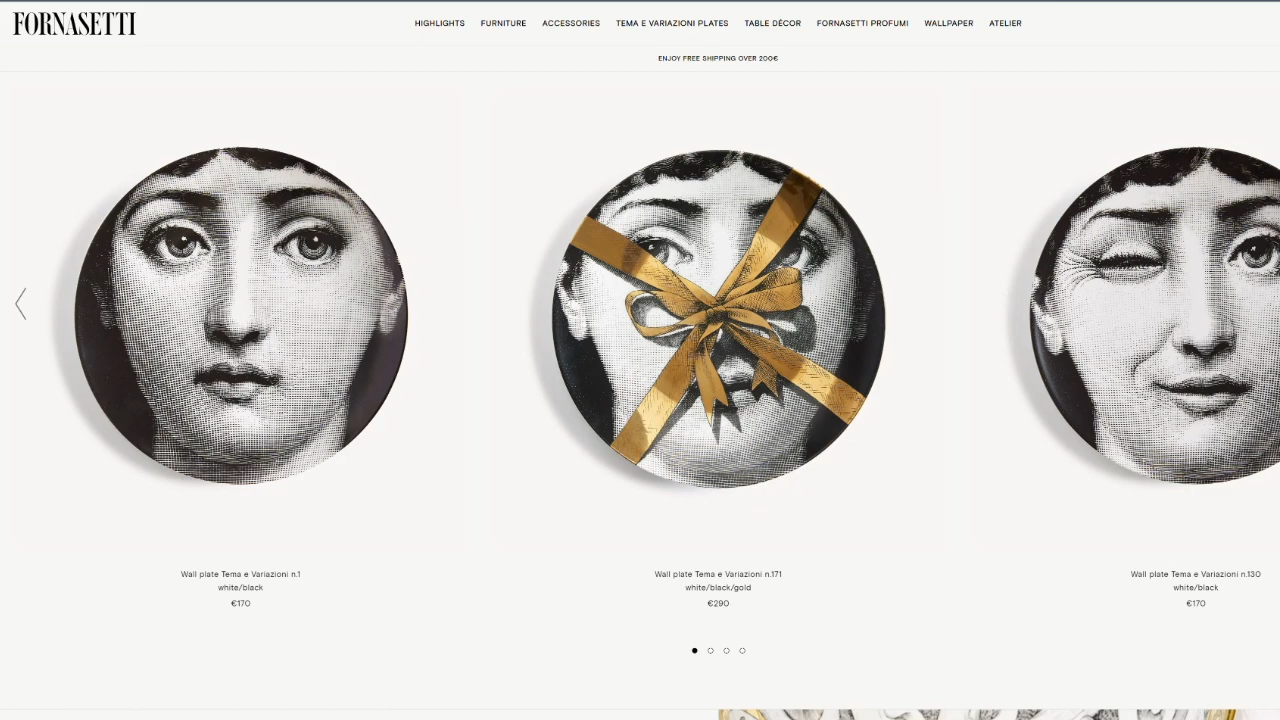 FORNASETTI
HIGHLIGHTS FURNITURE ACCESSORIES TEMA E VARIAZIONI PLATES TABLE DÉCOR FORNASETTI PROFUMI WALLPAPER ATELIER
ENJOY FREE SHIPPING OVER 200€
Wall plate Tema e Variazioni n.1
white/black
€170
Wall plate Tema e Variazioni n.171
white/black/gold
€290
Wall plate Tema e Variazioni n.130
white/black
€170